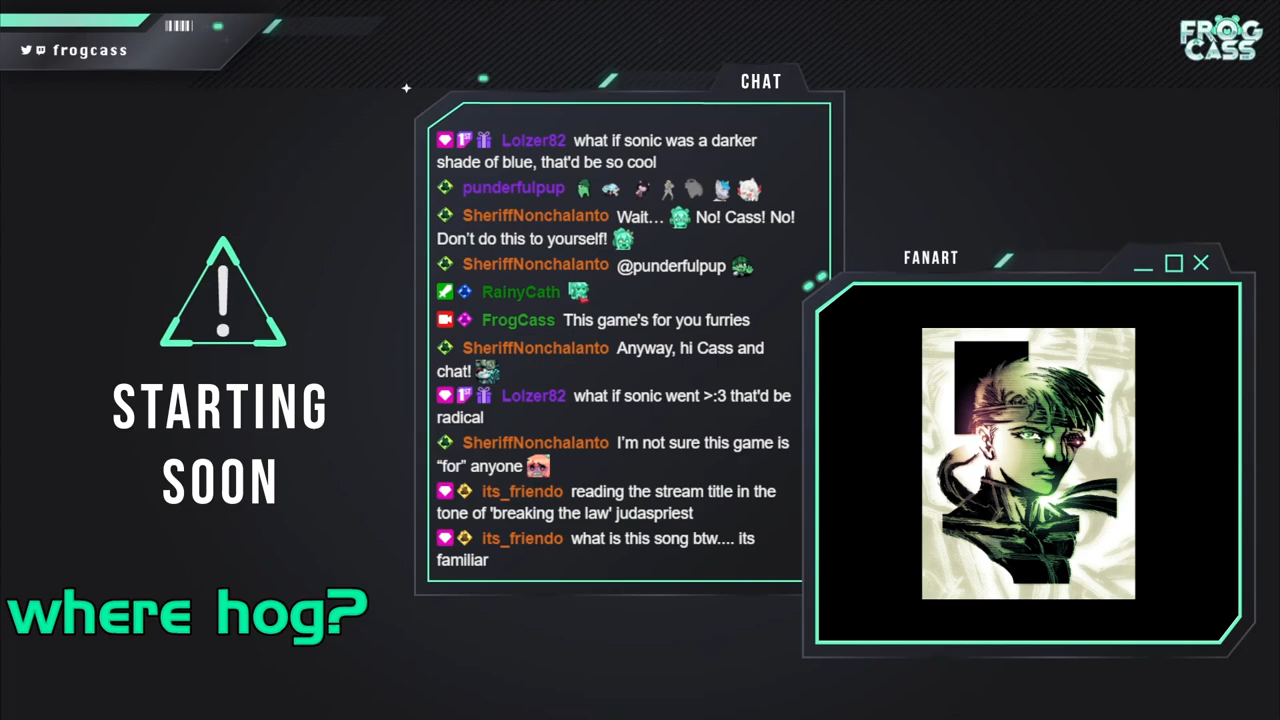 frogcass
FROG
CASS
CHAT
Lolzer82 what if sonic was a darker
shade of blue, that'd be so cool
punderfulpup
SheriffNonchalanto Wait… No! Cass! No!
Don't do this to yourself!
SheriffNonchalanto @punderfulpup
RainyCath
FrogCass This game's for you furries
SheriffNonchalanto Anyway, hi Cass and
chat!
Lolzer82 what if sonic went >:3 that'd be
radical
SheriffNonchalanto I'm not sure this game is
“for” anyone
its_friendo reading the stream title in the
tone of 'breaking the law' judaspriest
its_friendo what is this song btw.... its
familiar
FANART
STARTING
SOON
where hog?